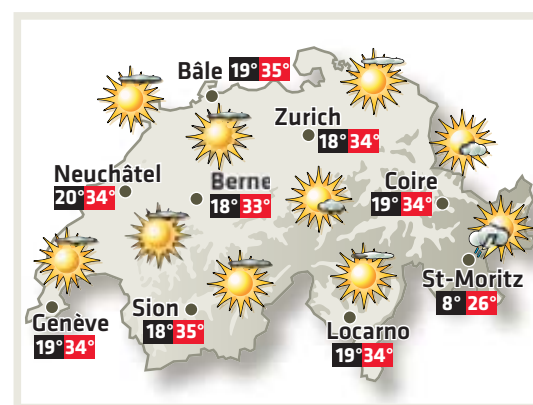 Bâle 19° 35°
Zurich
18° 34°
Neuchâtel
20° 34°
Berne
18° 33°
Coire
19° 34°
St-Moritz
8° 26°
Genève
19° 34°
Sion
18° 35°
Locarno
19° 34°